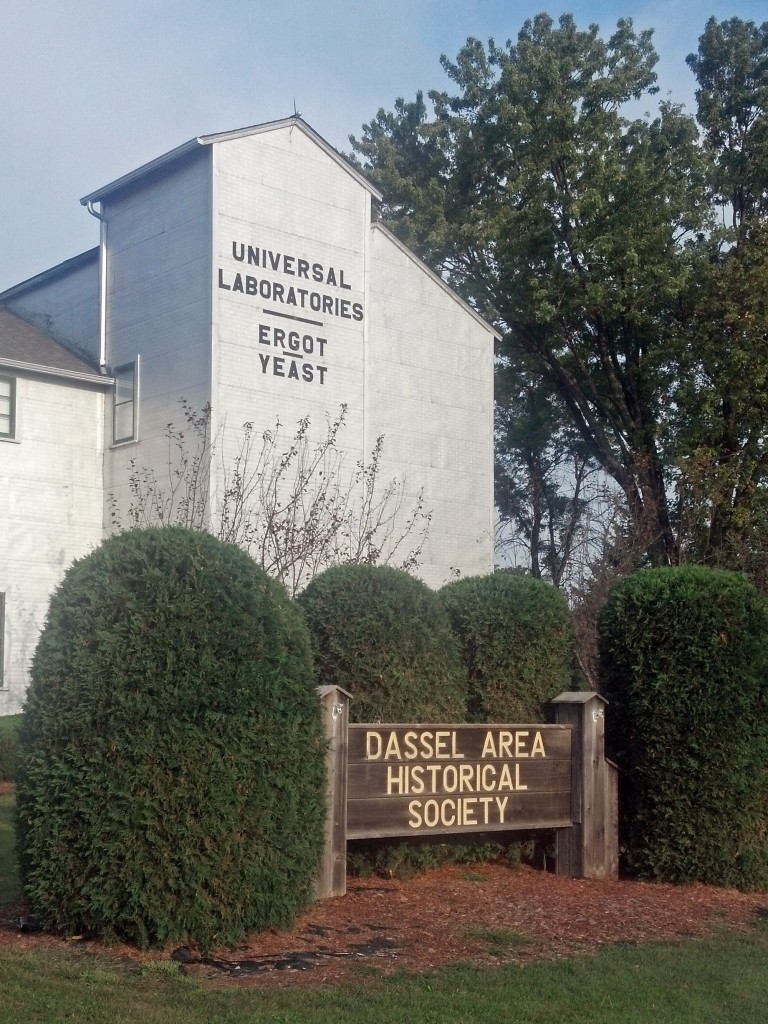 UNIVERSAL
LABORATORIES
ERGOT
YEAST
DASSEL AREA
HISTORICAL
SOCIETY